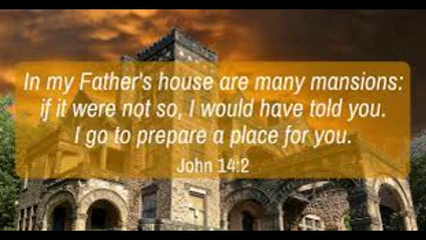 In my Father's house are many mansions:
if it were not so, I would have told you.
I go to prepare a place for you.
John 14:2